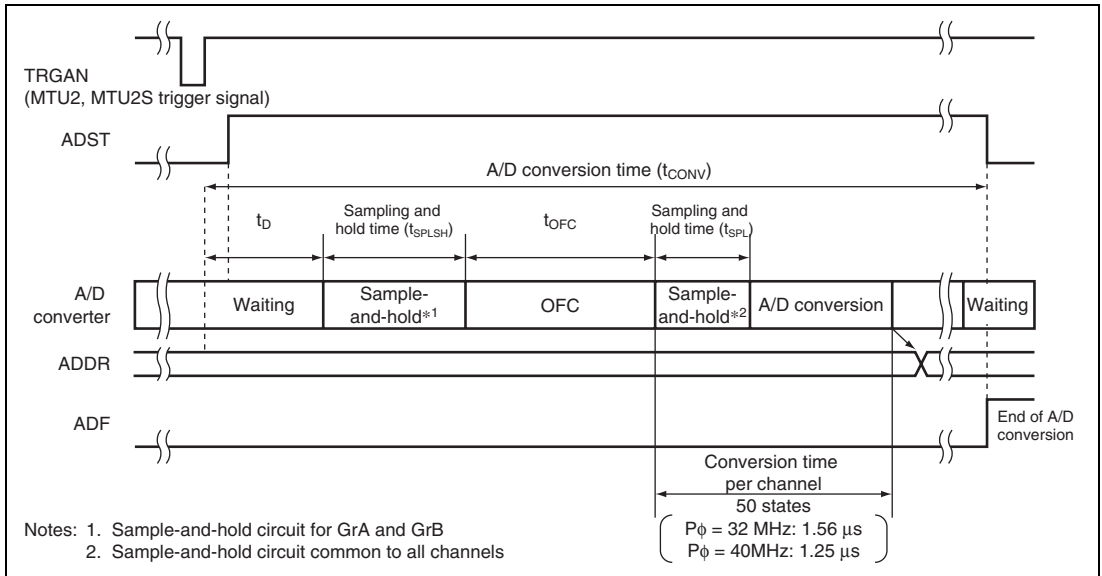 TRGAN
(MTU2, MTU2S trigger signal)
ADST
A/D conversion time (tCONV)
tD
Sampling and
hold time (tSPLSH)
tOFC
Sampling and
hold time (tSPL)
A/D
converter
Waiting
Sample-
and-hold*1
OFC
Sample-
and-hold*2
A/D conversion
Waiting
ADDR
ADF
End of A/D
conversion
Conversion time
per channel
50 states
Pφ = 32 MHz: 1.56 μs
Pφ = 40MHz: 1.25 μs
Notes: 1. Sample-and-hold circuit for GrA and GrB
2. Sample-and-hold circuit common to all channels